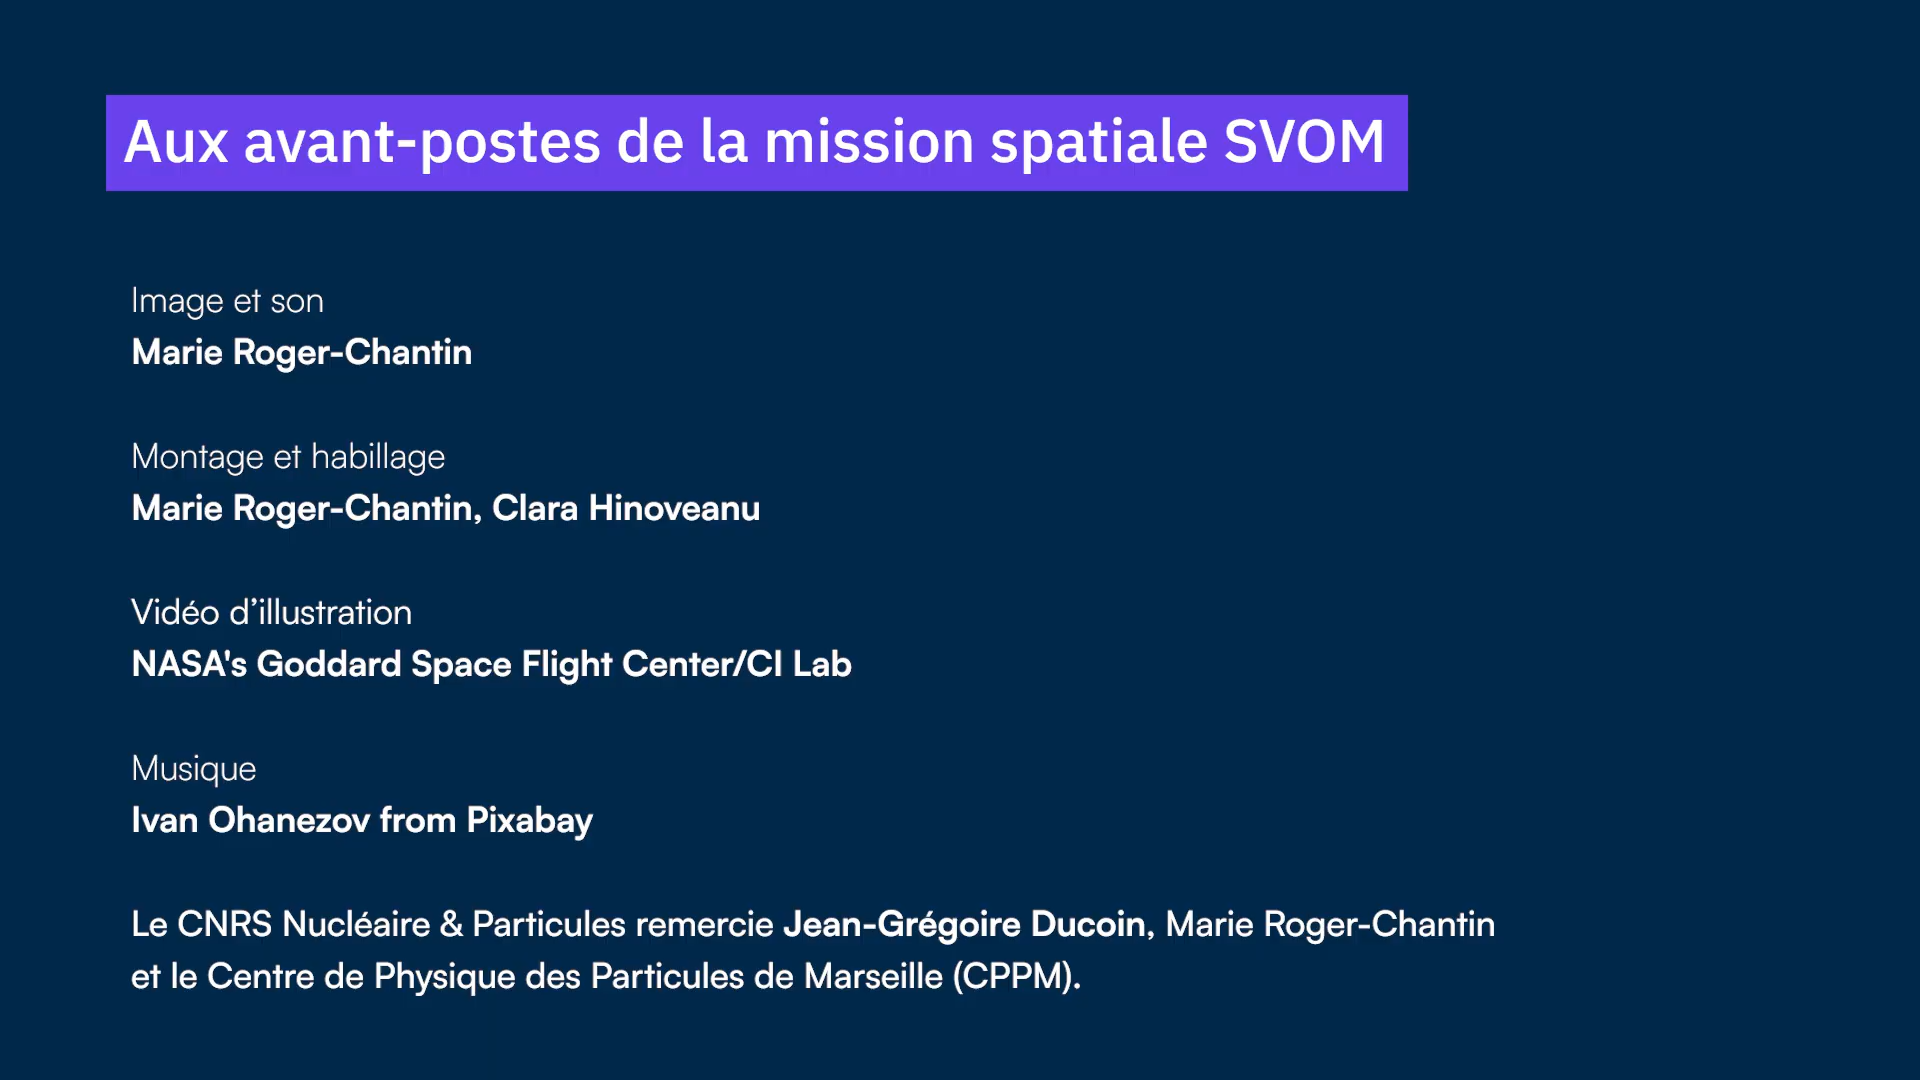 Aux avant-postes de la mission spatiale SVOM
Image et son
Marie Roger-Chantin
Montage et habillage
Marie Roger-Chantin, Clara Hinoveanu
Vidéo d’illustration
NASA's Goddard Space Flight Center/CI Lab
Musique
Ivan Ohanezov from Pixabay
Le CNRS Nucléaire & Particules remercie Jean-Grégoire Ducoin, Marie Roger-Chantin
et le Centre de Physique des Particules de Marseille (CPPM).